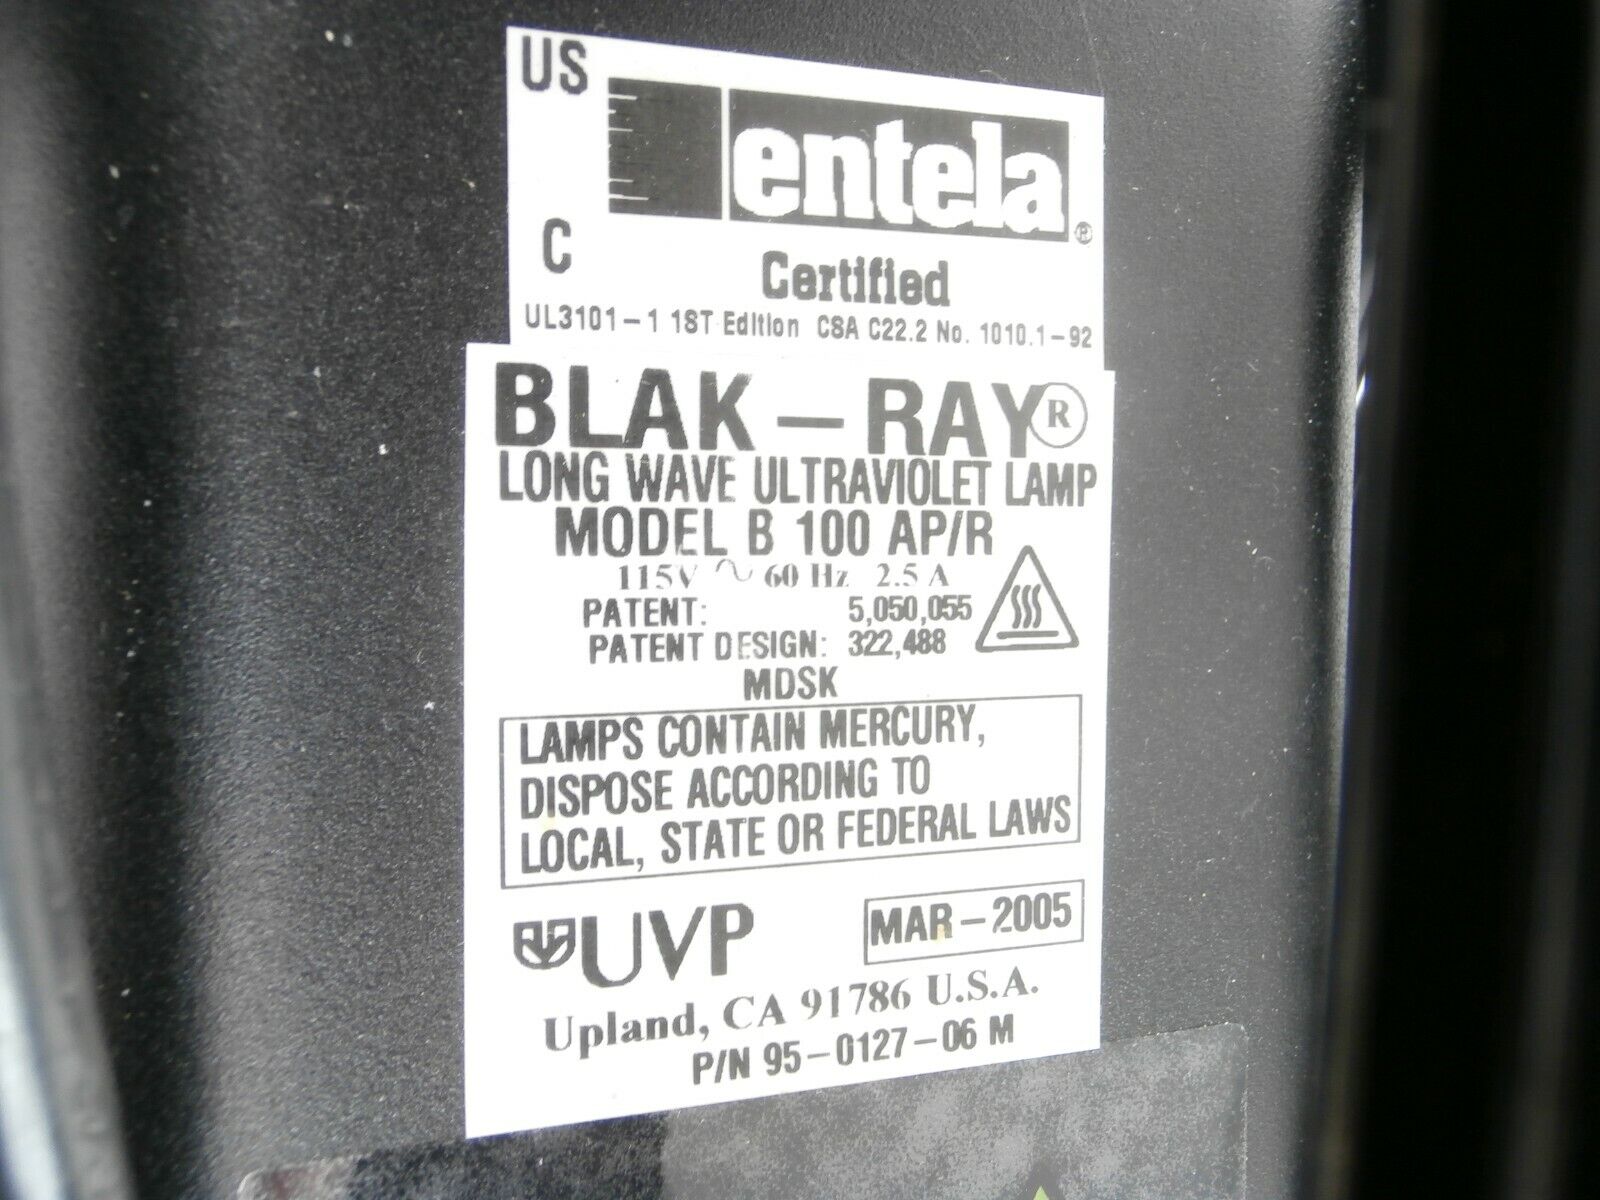 US
entela®
C
Certified
UL3101-1 1ST Edition CSA C22.2 No. 1010.1-92
BLAK-RAY®
LONG WAVE ULTRAVIOLET LAMP
MODEL B 100 AP/R
115V ~ 60 Hz 2.5 A
PATENT: 5,050,055
PATENT DESIGN: 322,488
MDSK
LAMPS CONTAIN MERCURY,
DISPOSE ACCORDING TO
LOCAL, STATE OR FEDERAL LAWS
UVP
MAR-2005
Upland, CA 91786 U.S.A.
P/N 95-0127-06 M